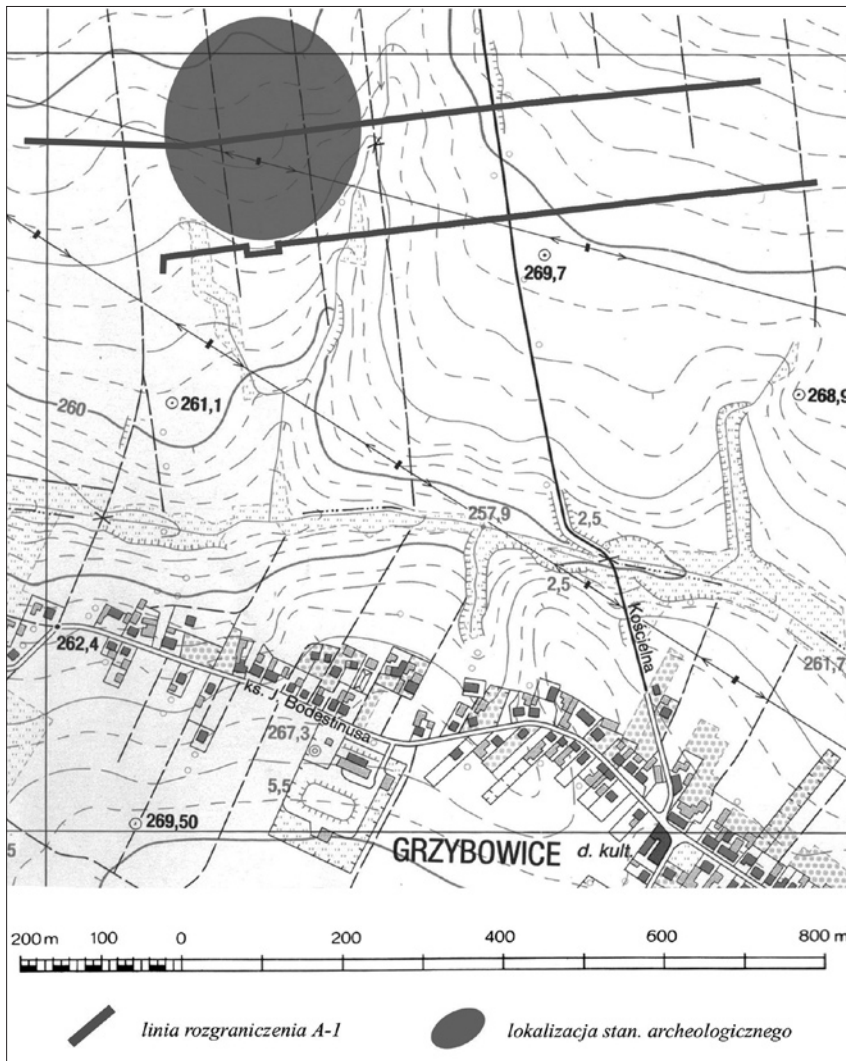 269,7
261,1
268,9
260
257,9
2,5
2,5
Kościelna
262,4
261,7
ks. J. Bodestinusa
267,3
5,5
269,50
5
GRZYBOWICE d. kult.
200 m 100 0 200 400 600 800 m
linia rozgraniczenia A-1 lokalizacja stan. archeologicznego